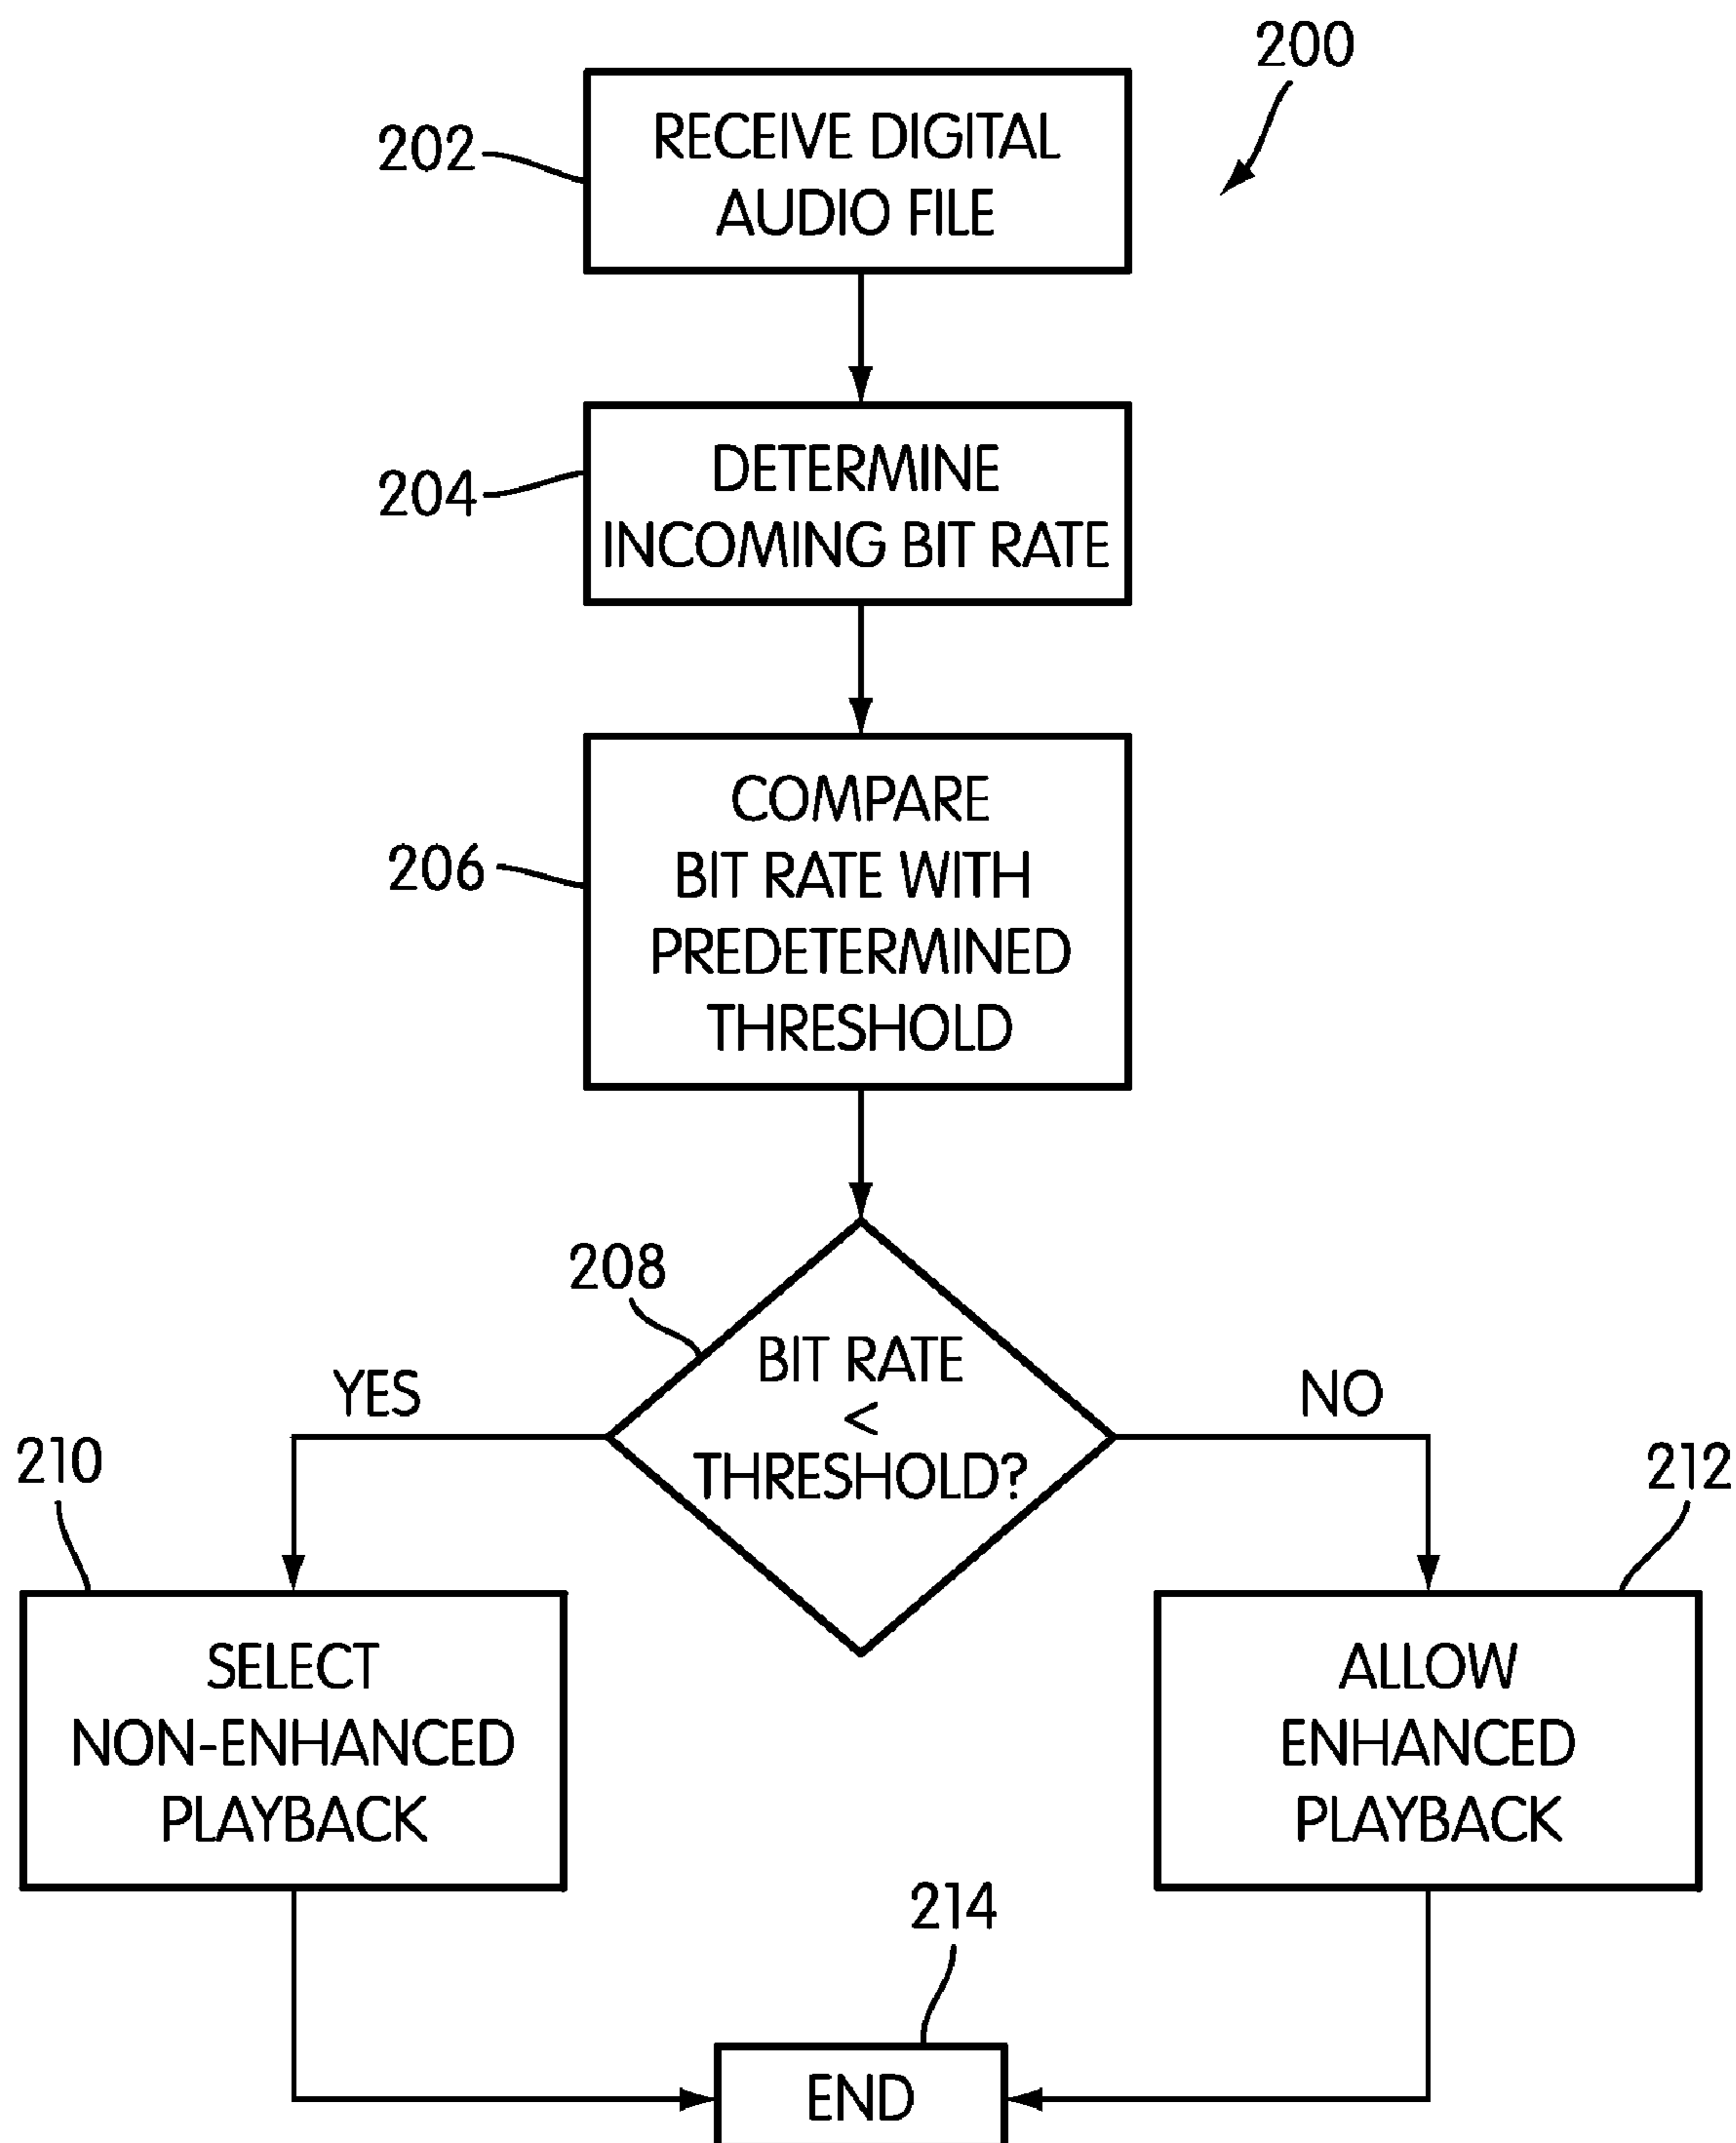 200
202
RECEIVE DIGITAL
AUDIO FILE
204
DETERMINE
INCOMING BIT RATE
206
COMPARE
BIT RATE WITH
PREDETERMINED
THRESHOLD
208
BIT RATE
<
THRESHOLD?
YES
NO
210
212
SELECT
NON-ENHANCED
PLAYBACK
ALLOW
ENHANCED
PLAYBACK
214
END